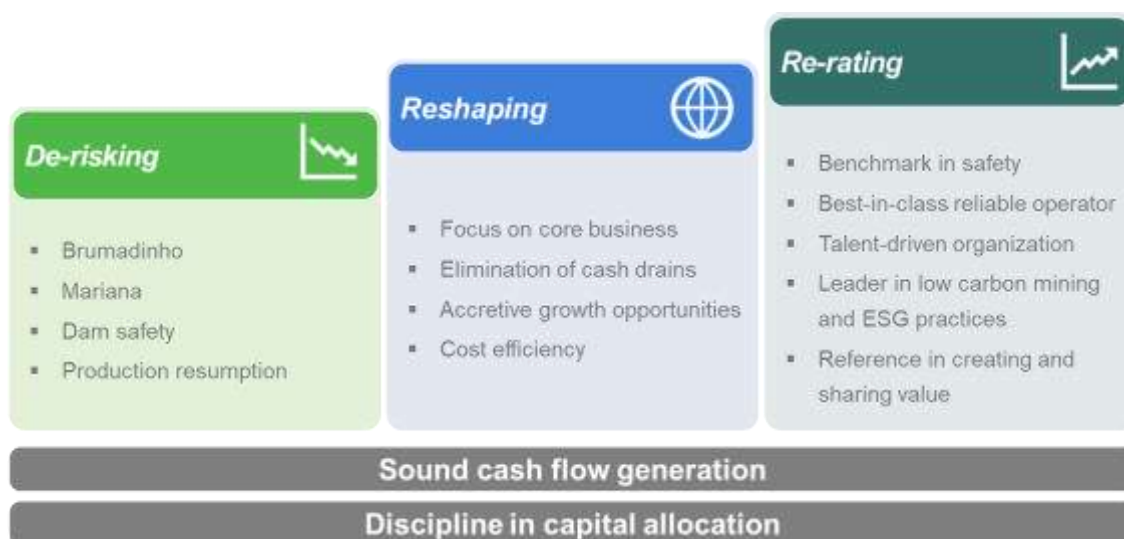 De-risking
▪ Brumadinho
▪ Mariana
▪ Dam safety
▪ Production resumption
Reshaping
▪ Focus on core business
▪ Elimination of cash drains
▪ Accretive growth opportunities
▪ Cost efficiency
Re-rating
▪ Benchmark in safety
▪ Best-in-class reliable operator
▪ Talent-driven organization
▪ Leader in low carbon mining
and ESG practices
▪ Reference in creating and
sharing value
Sound cash flow generation
Discipline in capital allocation